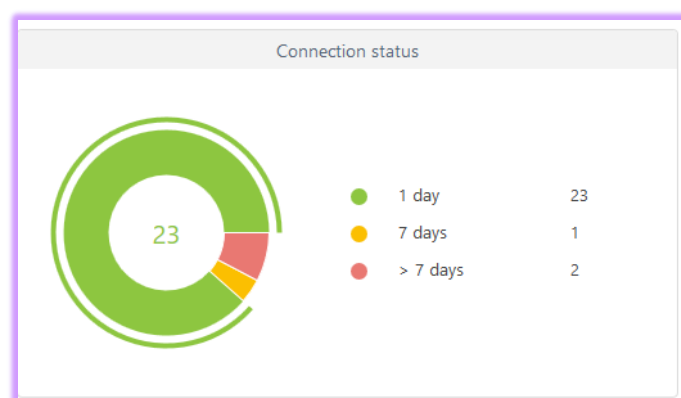 Connection status
23
1 day 23
7 days 1
> 7 days 2